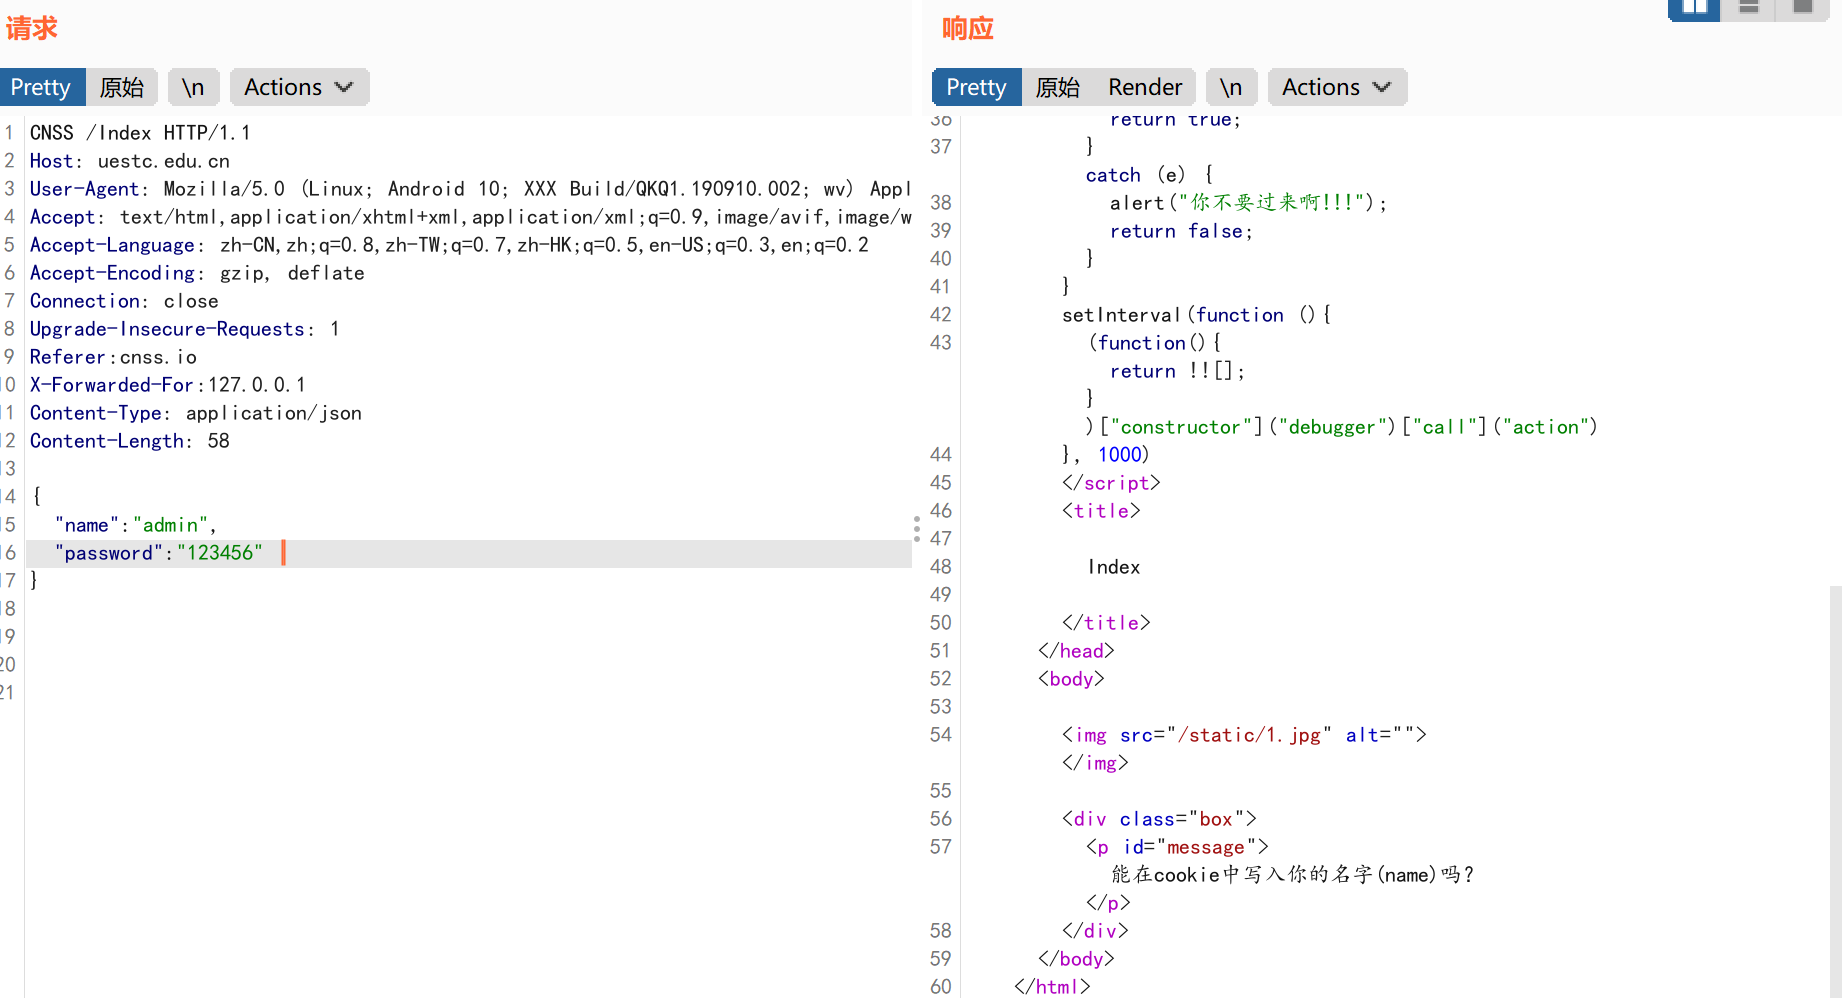 请求
Pretty 原始 \n Actions
1 CNSS /Index HTTP/1.1
2 Host: uestc.edu.cn
3 User-Agent: Mozilla/5.0 (Linux; Android 10; XXX Build/QKQ1.190910.002; wv) Appl
4 Accept: text/html,application/xhtml+xml,application/xml;q=0.9,image/avif,image/w
5 Accept-Language: zh-CN,zh;q=0.8,zh-TW;q=0.7,zh-HK;q=0.5,en-US;q=0.3,en;q=0.2
6 Accept-Encoding: gzip, deflate
7 Connection: close
8 Upgrade-Insecure-Requests: 1
9 Referer:cnss.io
10 X-Forwarded-For:127.0.0.1
11 Content-Type: application/json
12 Content-Length: 58
13
14 {
15 "name":"admin",
16 "password":"123456"
17 }
18
19
20
21
响应
Pretty 原始 Render \n Actions
36 return true;
37 }
catch (e) {
38 alert("你不要过来啊!!!");
39 return false;
40 }
41 }
42 setInterval(function (){
43 (function(){
return !![];
}
)["constructor"]("debugger")["call"]("action")
44 }, 1000)
45 </script>
46 <title>
47
48 Index
49
50 </title>
51 </head>
52 <body>
53
54 <img src="/static/1.jpg" alt="">
</img>
55
56 <div class="box">
57 <p id="message">
能在cookie中写入你的名字(name)吗?
</p>
58 </div>
59 </body>
60 </html>